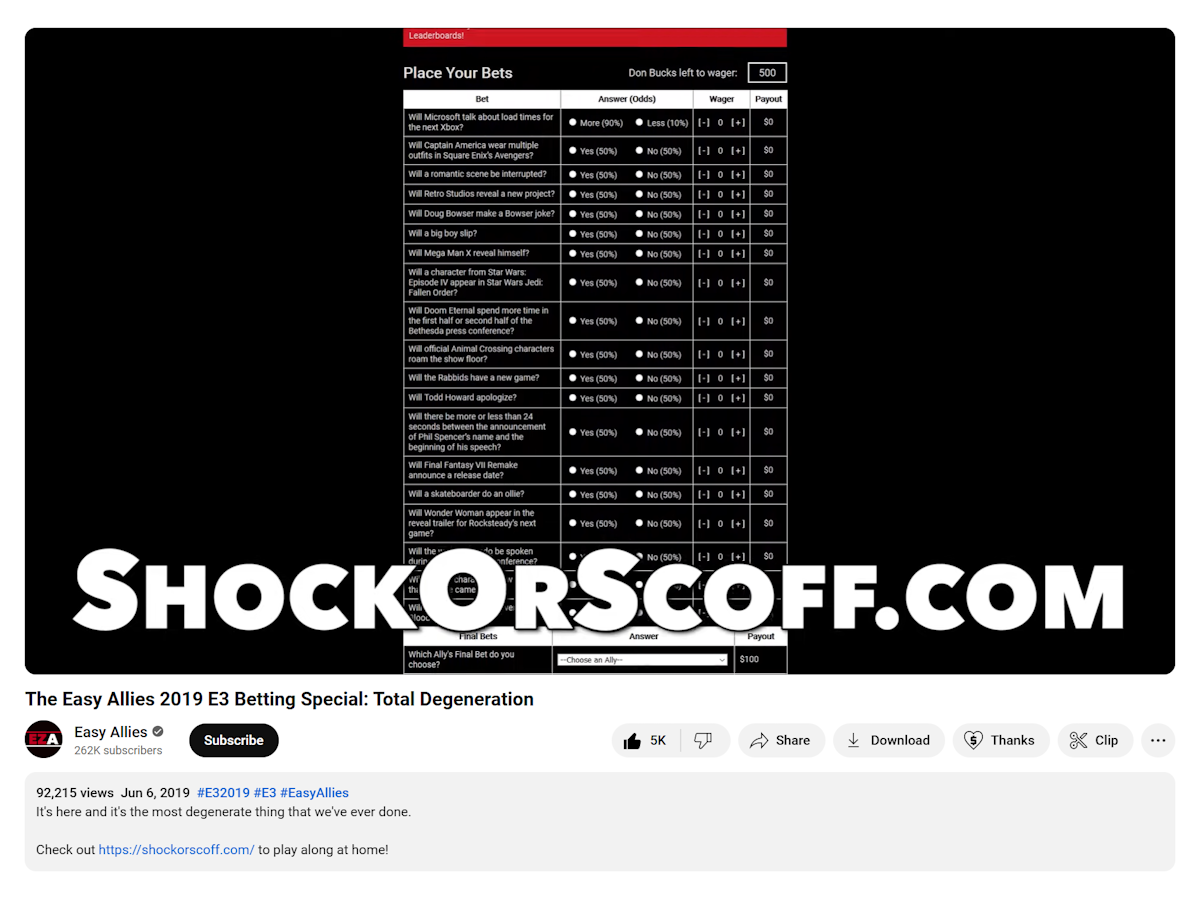 Leaderboards!
Place Your Bets
Don Bucks left to wager: 500
Bet Answer (Odds) Wager Payout
Will Microsoft talk about load times for
the next Xbox?
More (90%) Less (10%) [-] 0 [+] $0
Will Captain America wear multiple
outfits in Square Enix's Avengers?
Yes (50%) No (50%) [-] 0 [+] $0
Will a romantic scene be interrupted? Yes (50%) No (50%) [-] 0 [+] $0
Will Retro Studios reveal a new project? Yes (50%) No (50%) [-] 0 [+] $0
Will Doug Bowser make a Bowser joke? Yes (50%) No (50%) [-] 0 [+] $0
Will a big boy slip? Yes (50%) No (50%) [-] 0 [+] $0
Will Mega Man X reveal himself? Yes (50%) No (50%) [-] 0 [+] $0
Will a character from Star Wars:
Episode IV appear in Star Wars Jedi:
Fallen Order?
Yes (50%) No (50%) [-] 0 [+] $0
Will Doom Eternal spend more time in
the first half or second half of the
Bethesda press conference?
Yes (50%) No (50%) [-] 0 [+] $0
Will official Animal Crossing characters
roam the show floor?
Yes (50%) No (50%) [-] 0 [+] $0
Will the Rabbids have a new game? Yes (50%) No (50%) [-] 0 [+] $0
Will Todd Howard apologize? Yes (50%) No (50%) [-] 0 [+] $0
Will there be more or less than 24
seconds between the announcement
of Phil Spencer's name and the
beginning of his speech?
Yes (50%) No (50%) [-] 0 [+] $0
Will Final Fantasy VII Remake
announce a release date?
Yes (50%) No (50%) [-] 0 [+] $0
Will a skateboarder do an ollie? Yes (50%) No (50%) [-] 0 [+] $0
Will Wonder Woman appear in the
reveal trailer for Rocksteady's next
game?
Yes (50%) No (50%) [-] 0 [+] $0
Will the be spoken
No (50%) [-] 0 [+] $0
ShockOrScoff.com
Final Bets Answer Payout
Which Ally's Final Bet do you
choose?
--Choose an Ally-- $100
The Easy Allies 2019 E3 Betting Special: Total Degeneration
EZA
Easy Allies
262K subscribers
Subscribe
5K Share Download Thanks Clip ...
92,215 views Jun 6, 2019 #E32019 #E3 #EasyAllies
It's here and it's the most degenerate thing that we've ever done.
Check out https://shockorscoff.com/ to play along at home!